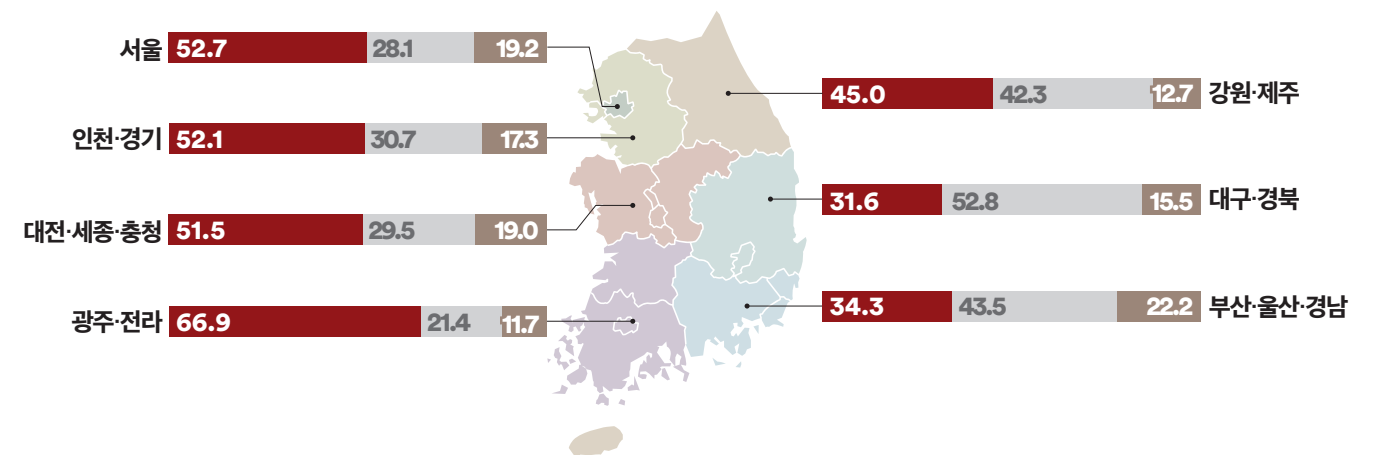 서울 52.7 28.1 19.2
인천·경기 52.1 30.7 17.3
대전·세종·충청 51.5 29.5 19.0
광주·전라 66.9 21.4 11.7
45.0 42.3 12.7 강원·제주
31.6 52.8 15.5 대구·경북
34.3 43.5 22.2 부산·울산·경남